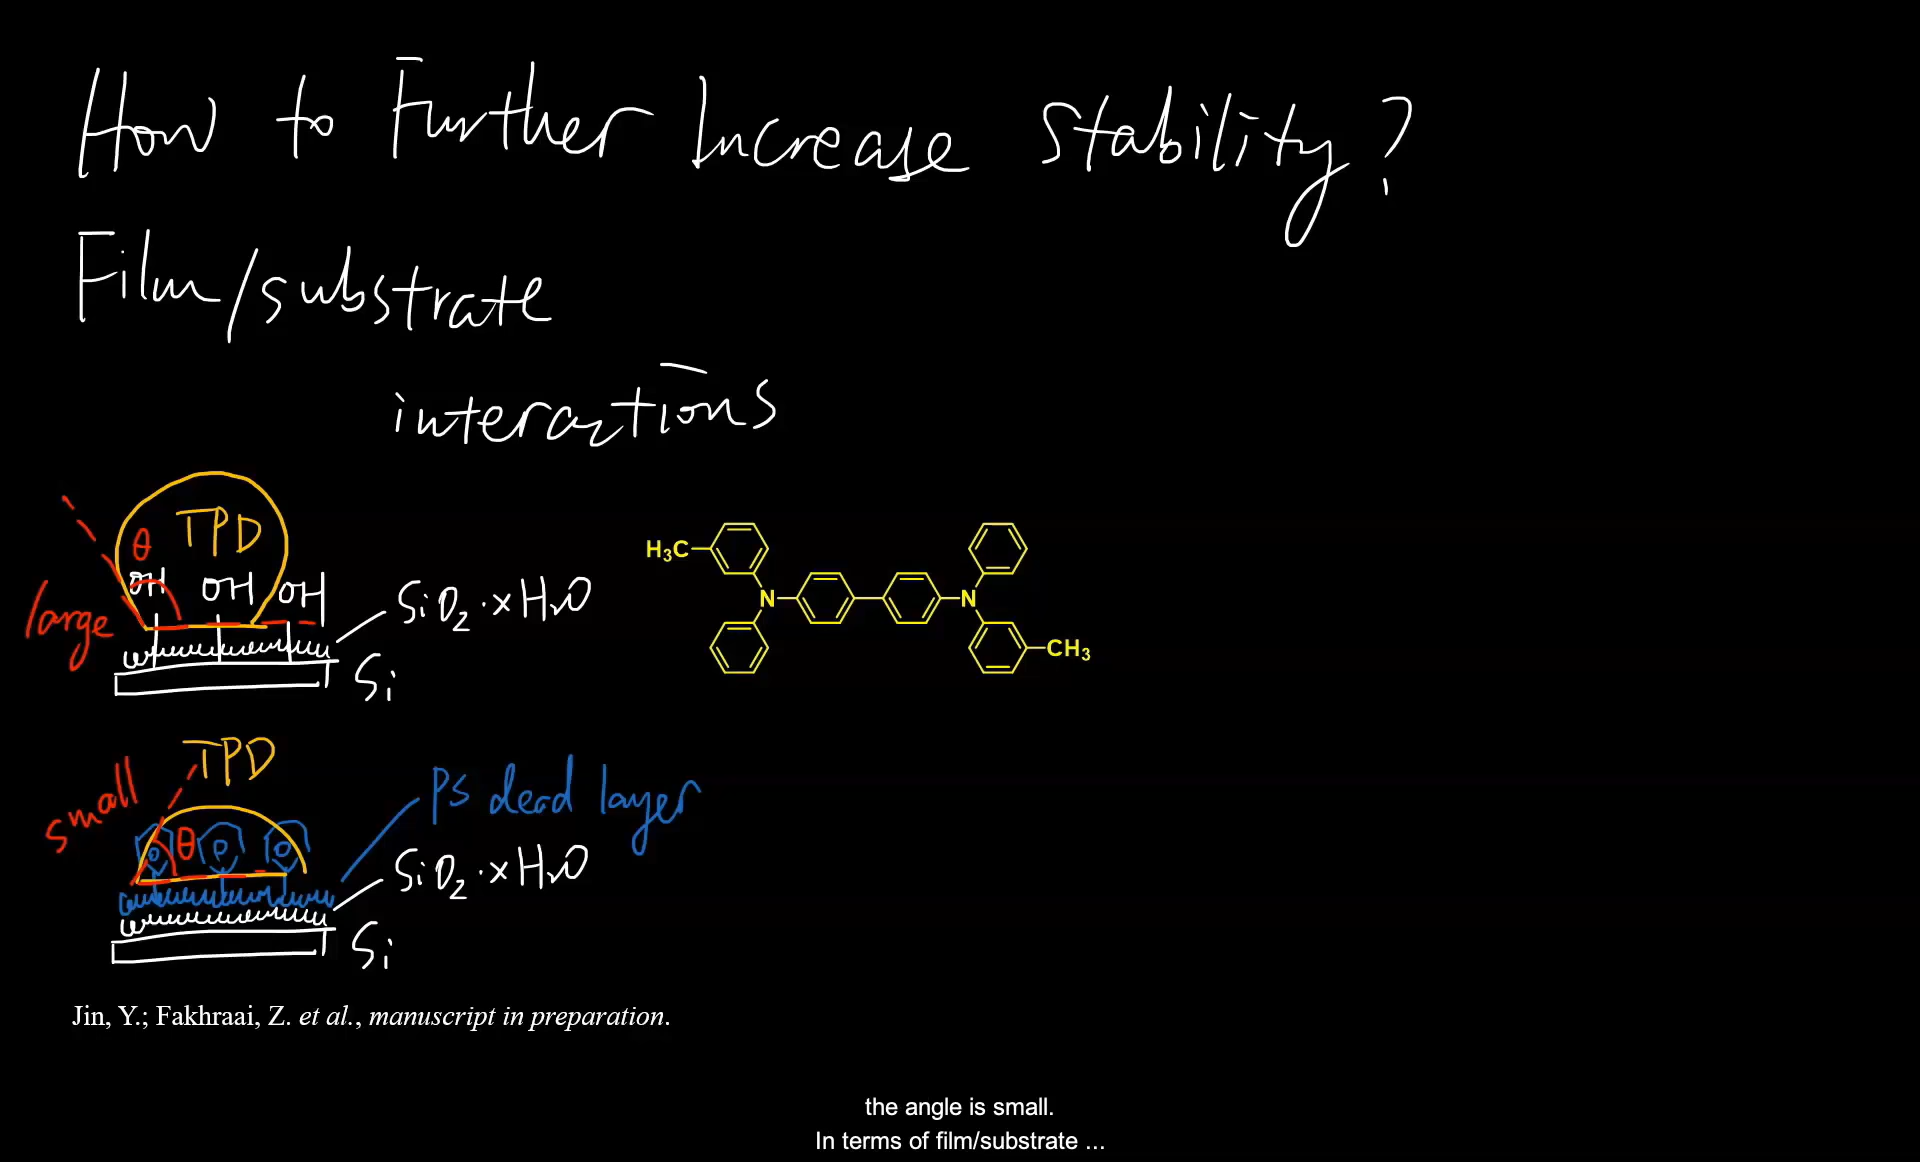 How to Further Increase Stability?
Film/substrate
interactions
TPD
θ
OH OH OH
large
SiO₂·xH₂O
Si
H₃C
N
N
CH₃
TPD
small
θ
PS dead layer
SiO₂·xH₂O
Si
Jin, Y.; Fakhraai, Z. et al., manuscript in preparation.
the angle is small.
In terms of film/substrate ...